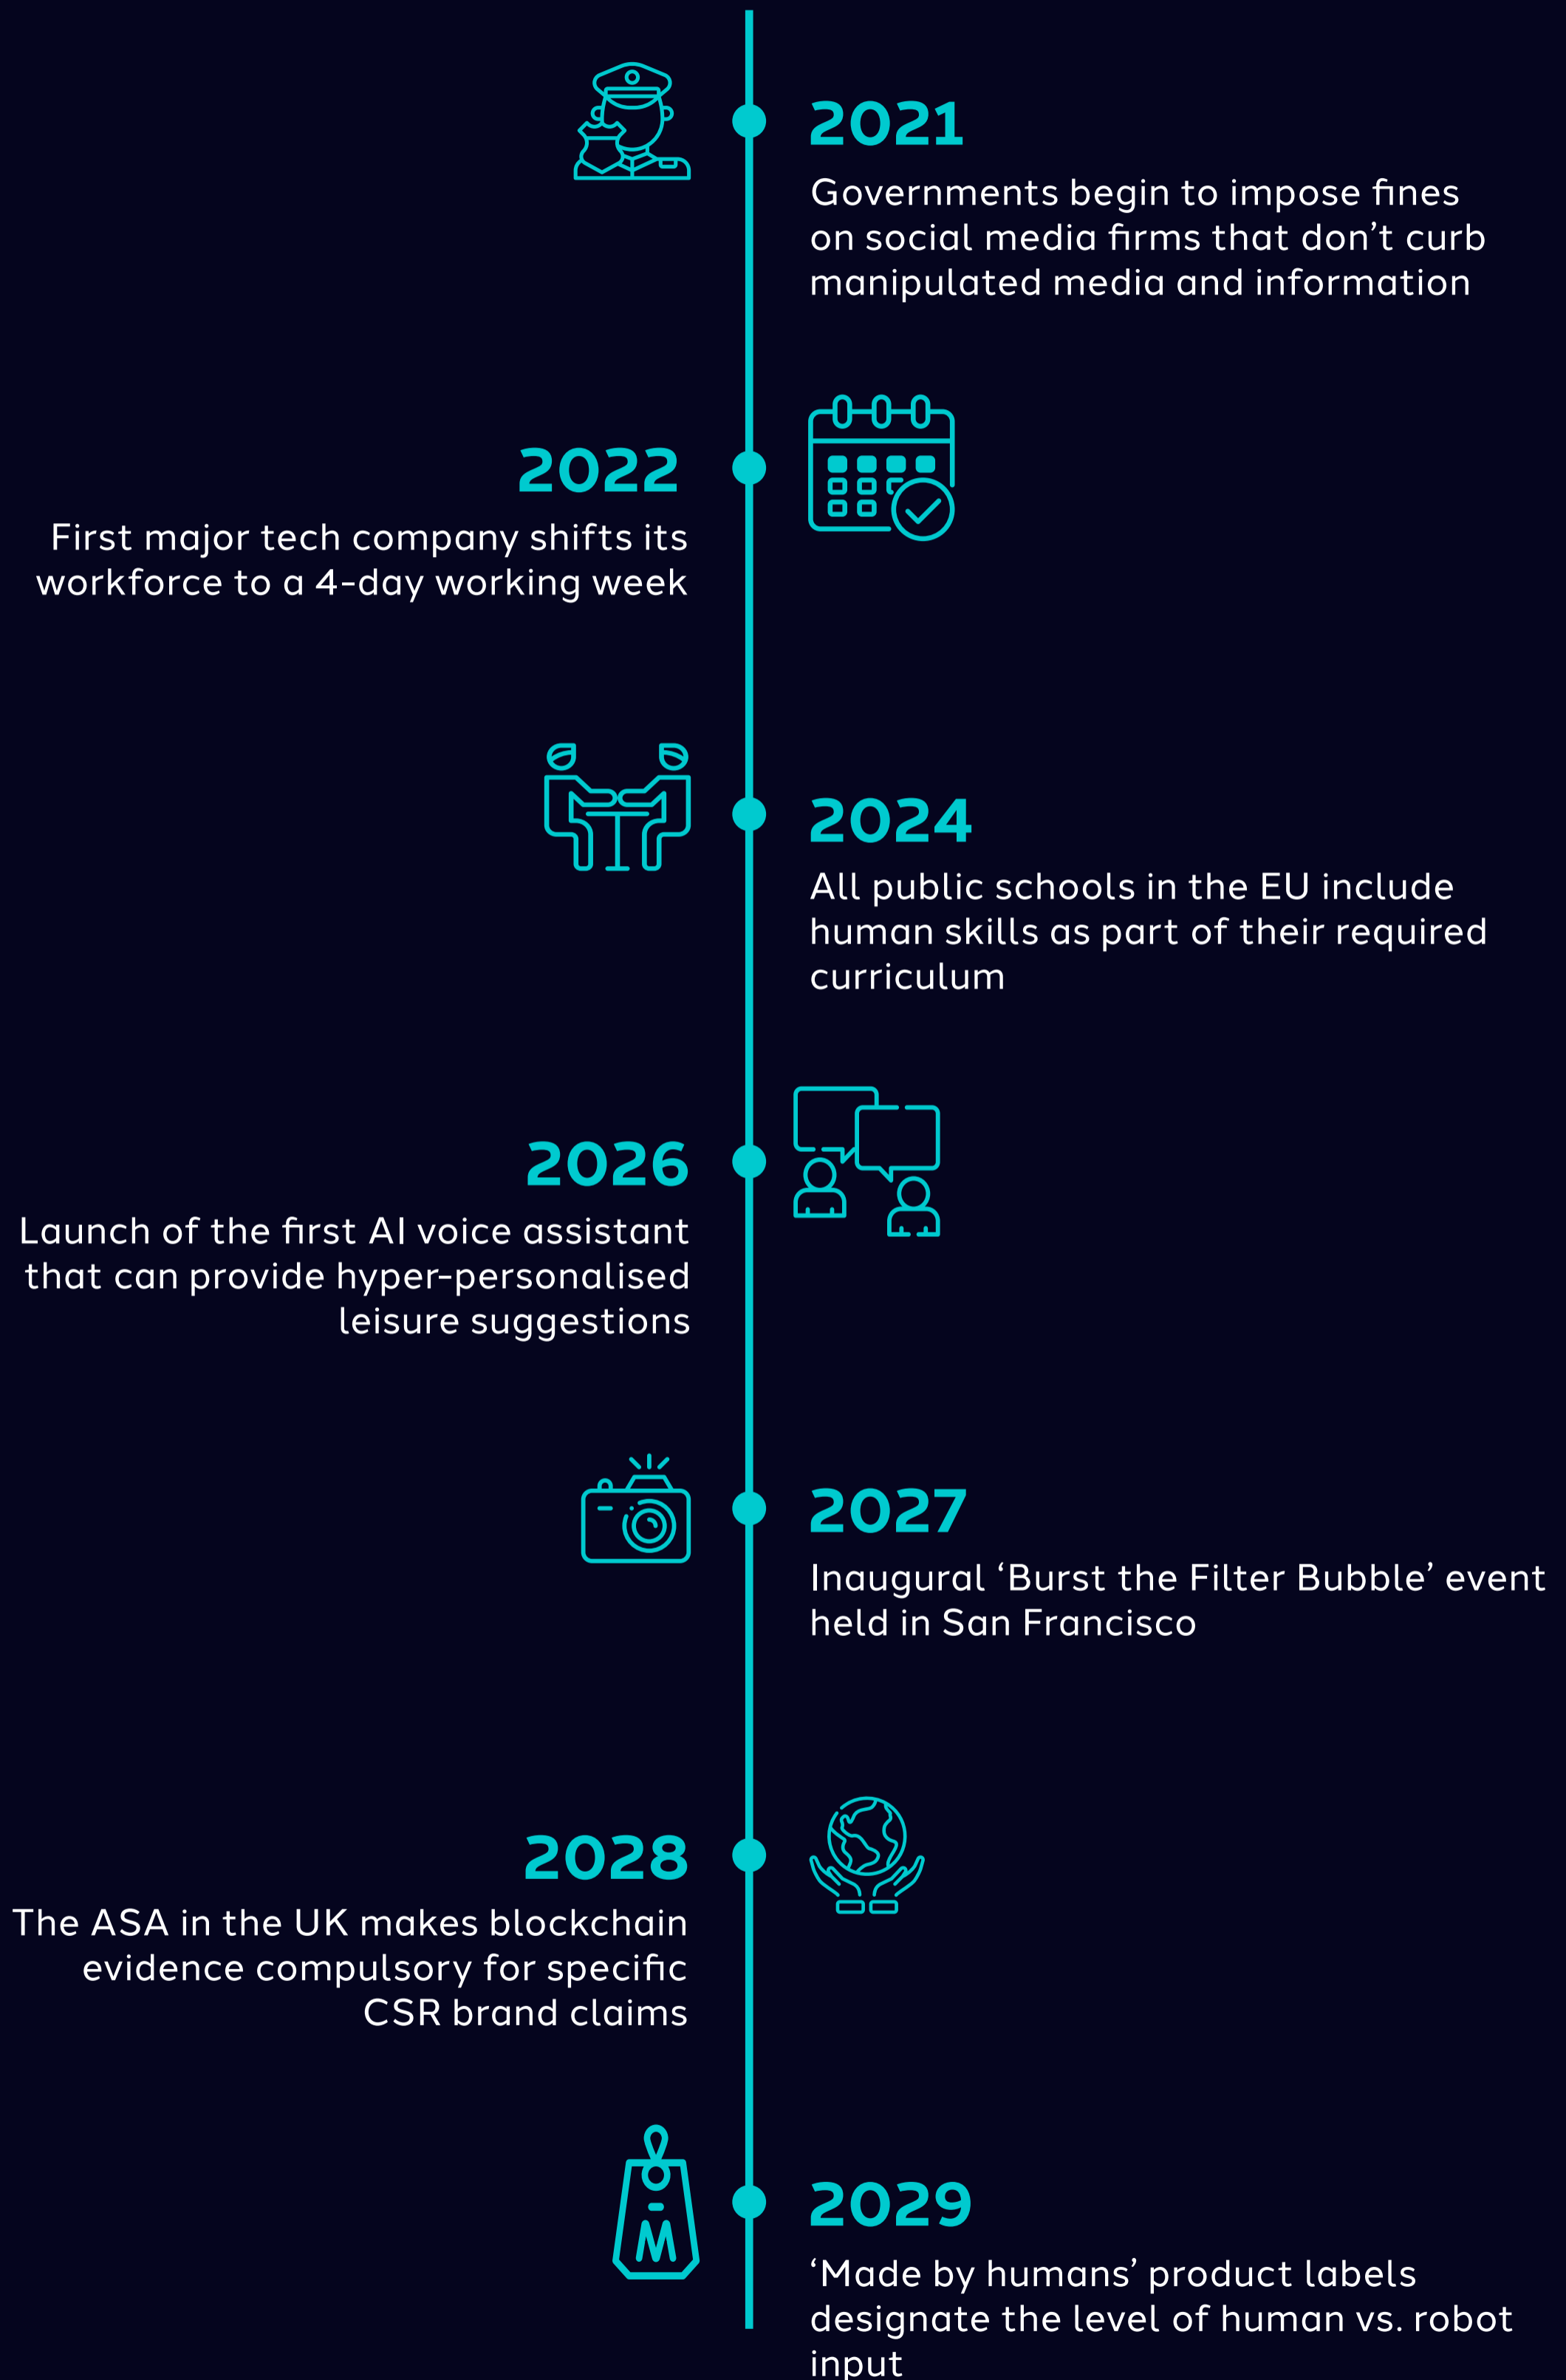 2021
Governments begin to impose fines
on social media firms that don’t curb
manipulated media and information
2022
First major tech company shifts its
workforce to a 4-day working week
2024
All public schools in the EU include
human skills as part of their required
curriculum
2026
Launch of the first AI voice assistant
that can provide hyper-personalised
leisure suggestions
2027
Inaugural ‘Burst the Filter Bubble’ event
held in San Francisco
2028
The ASA in the UK makes blockchain
evidence compulsory for specific
CSR brand claims
M
2029
‘Made by humans’ product labels
designate the level of human vs. robot
input